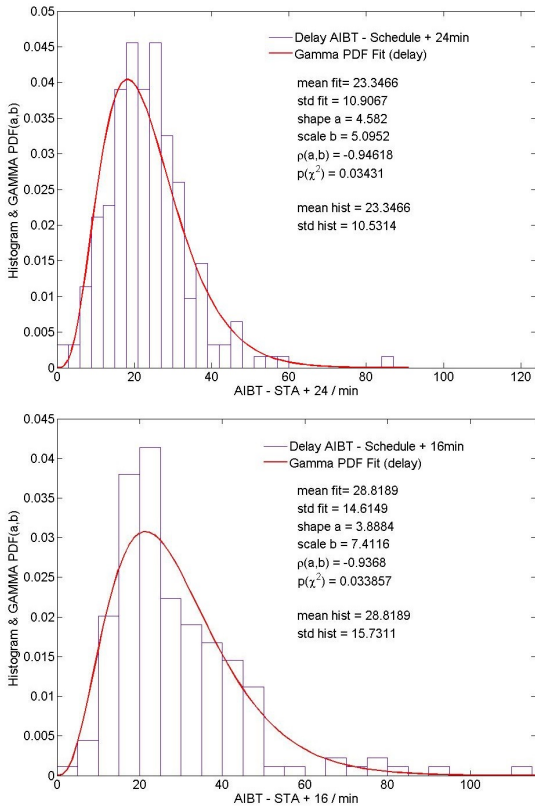 0.05
0.045
0.04
0.035
0.03
0.025
0.02
0.015
0.01
0.005
0
Histogram & GAMMA PDF(a,b)
Delay AIBT - Schedule + 24min
Gamma PDF Fit (delay)
mean fit= 23.3466
std fit = 10.9067
shape a = 4.582
scale b = 5.0952
ρ(a,b) = -0.94618
p(χ²) = 0.03431
mean hist = 23.3466
std hist = 10.5314
0 20 40 60 80 100 120
AIBT - STA + 24 / min
0.045
0.04
0.035
0.03
0.025
0.02
0.015
0.01
0.005
0
Histogram & GAMMA PDF(a,b)
Delay AIBT - Schedule + 16min
Gamma PDF Fit (delay)
mean fit= 28.8189
std fit = 14.6149
shape a = 3.8884
scale b = 7.4116
ρ(a,b) = -0.9368
p(χ²) = 0.033857
mean hist = 28.8189
std hist = 15.7311
0 20 40 60 80 100
AIBT - STA + 16 / min